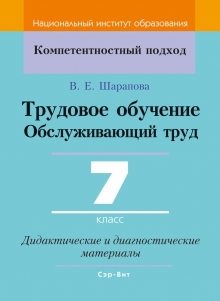 Национальный институт образования
Компетентностный подход
В. Е. Шарапова
Трудовое обучение
Обслуживающий труд
7
класс
Дидактические и диагностические
материалы
Сэр-Вит